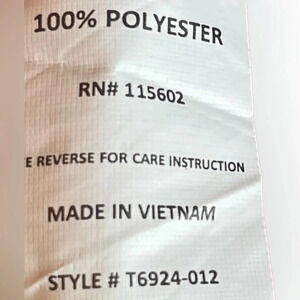 100% POLYESTER
RN# 115602
E REVERSE FOR CARE INSTRUCTION
MADE IN VIETNAM
STYLE # T6924-012